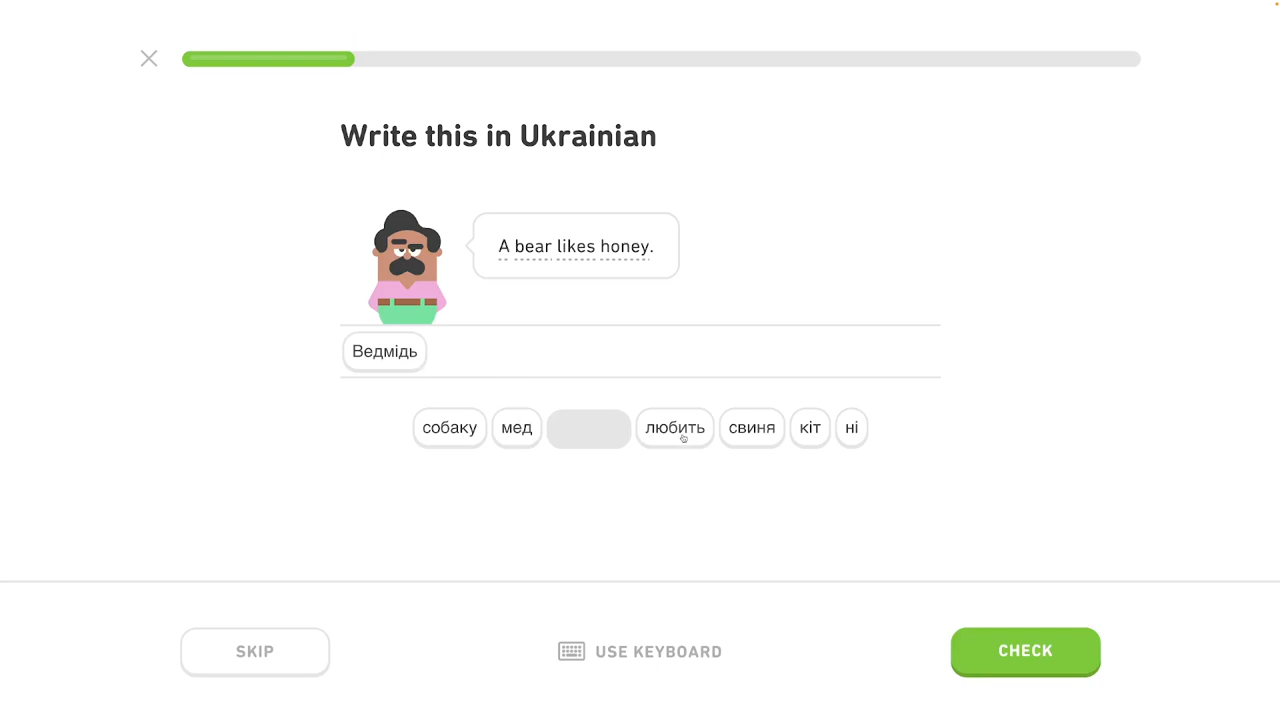 Write this in Ukrainian
A bear likes honey.
Ведмідь
собаку мед любить свиня кіт ні
SKIP USE KEYBOARD CHECK